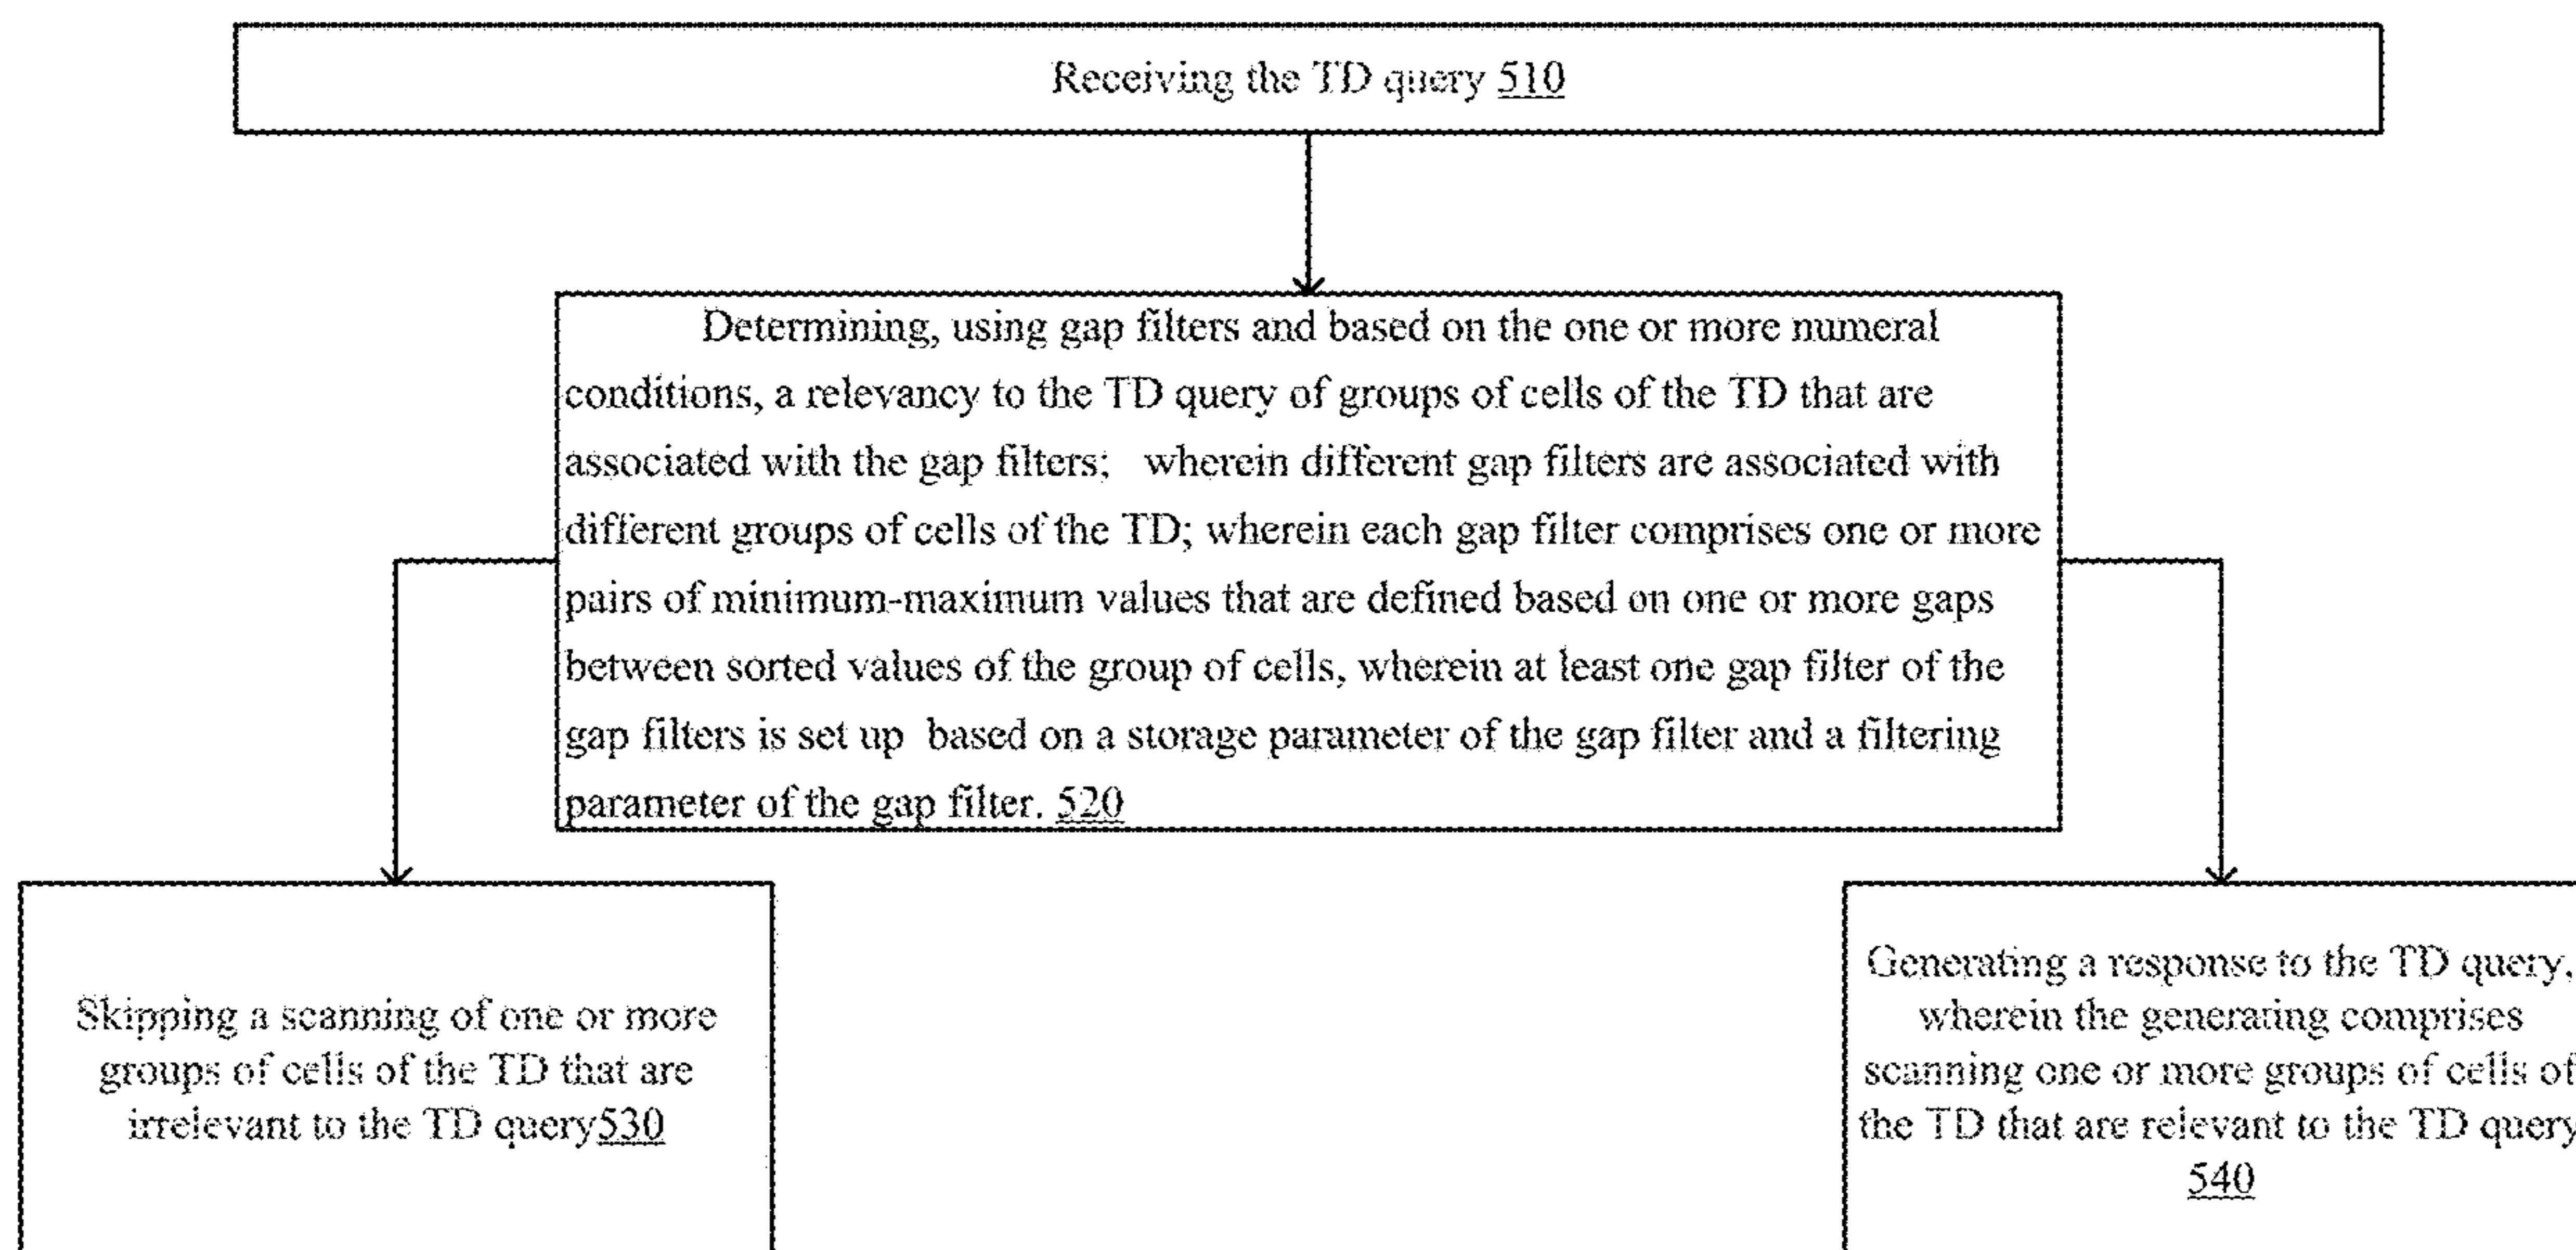 Receiving the TD query 510
Determining, using gap filters and based on the one or more numeral
conditions, a relevancy to the TD query of groups of cells of the TD that are
associated with the gap filters; wherein different gap filters are associated with
different groups of cells of the TD; wherein each gap filter comprises one or more
pairs of minimum-maximum values that are defined based on one or more gaps
between sorted values of the group of cells, wherein at least one gap filter of the
gap filters is set up based on a storage parameter of the gap filter and a filtering
parameter of the gap filter. 520
Skipping a scanning of one or more
groups of cells of the TD that are
irrelevant to the TD query530
Generating a response to the TD query,
wherein the generating comprises
scanning one or more groups of cells of
the TD that are relevant to the TD query
540